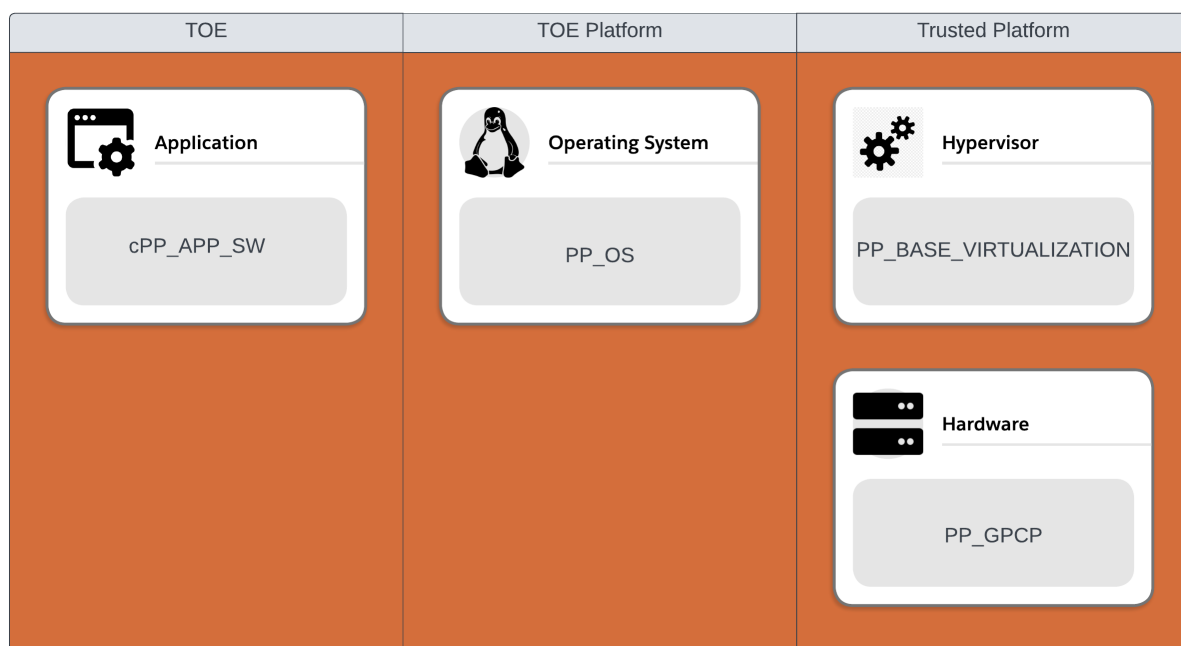 TOE
TOE Platform
Trusted Platform
Application
cPP_APP_SW
Operating System
PP_OS
Hypervisor
PP_BASE_VIRTUALIZATION
Hardware
PP_GPCP